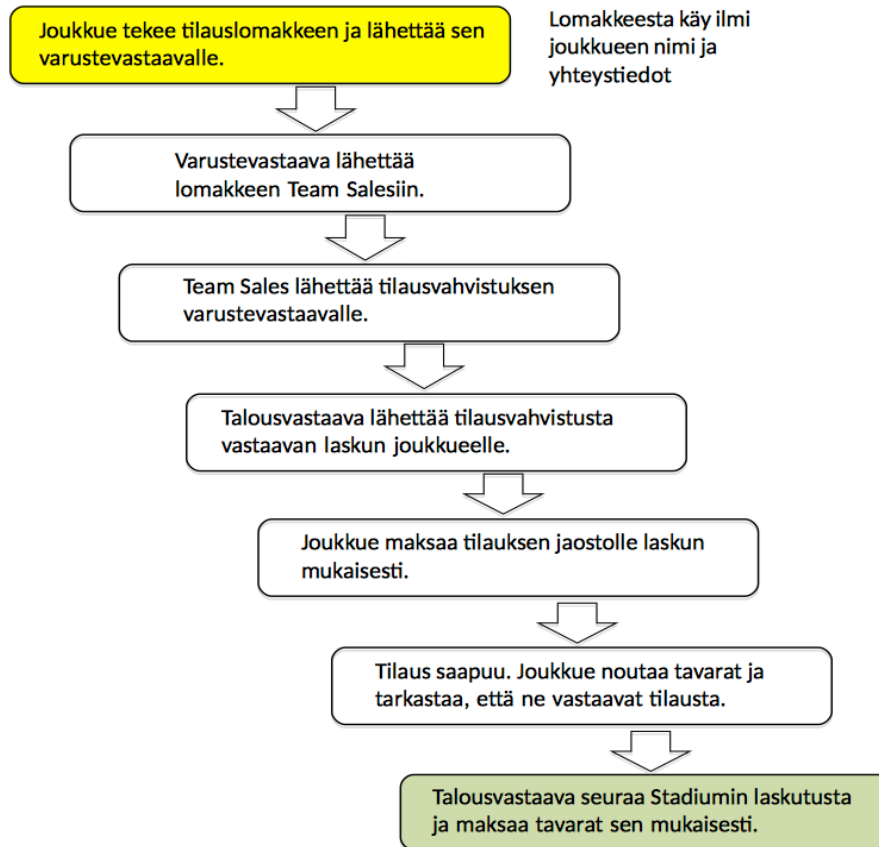 Joukkue tekee tilauslomakkeen ja lähettää sen
varustevastaavalle.
Lomakkeesta käy ilmi
joukkueen nimi ja
yhteystiedot
Varustevastaava lähettää
lomakkeen Team Salesiin.
Team Sales lähettää tilausvahvistuksen
varustevastaavalle.
Talousvastaava lähettää tilausvahvistusta
vastaavan laskun joukkueelle.
Joukkue maksaa tilauksen jaostolle laskun
mukaisesti.
Tilaus saapuu. Joukkue noutaa tavarat ja
tarkastaa, että ne vastaavat tilausta.
Talousvastaava seuraa Stadiumin laskutusta
ja maksaa tavarat sen mukaisesti.